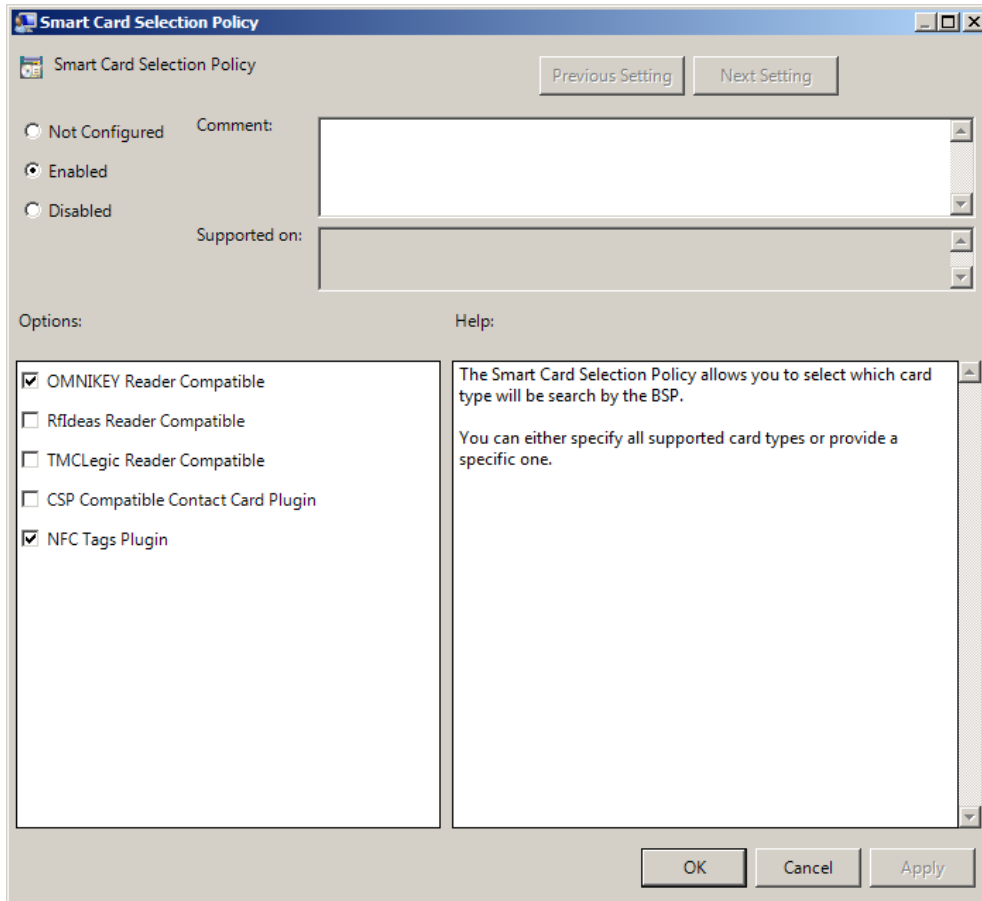 Smart Card Selection Policy
Smart Card Selection Policy
Previous Setting
Next Setting
Not Configured
Comment:
Enabled
Disabled
Supported on:
Options:
Help:
OMNIKEY Reader Compatible
RfIdeas Reader Compatible
TMCLegic Reader Compatible
CSP Compatible Contact Card Plugin
NFC Tags Plugin
The Smart Card Selection Policy allows you to select which card
type will be search by the BSP.
You can either specify all supported card types or provide a
specific one.
OK
Cancel
Apply